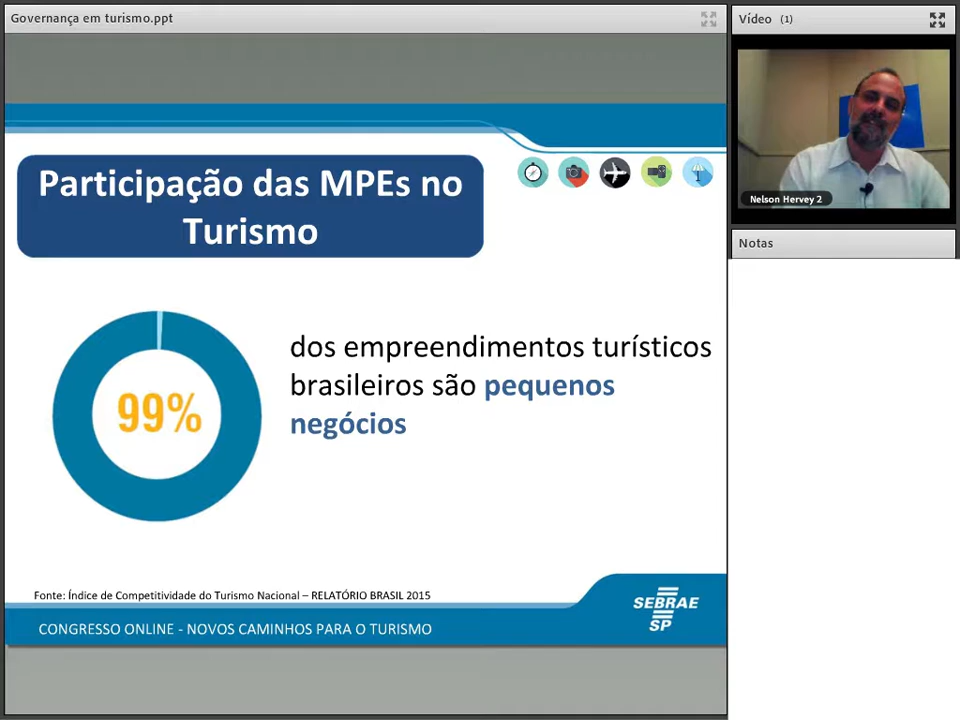 Governança em turismo.ppt
Vídeo (1)
Nelson Hervey 2
Notas
Participação das MPEs no
Turismo
99%
dos empreendimentos turísticos
brasileiros são pequenos
negócios
Fonte: Índice de Competitividade do Turismo Nacional – RELATÓRIO BRASIL 2015
SEBRAE
SP
CONGRESSO ONLINE - NOVOS CAMINHOS PARA O TURISMO